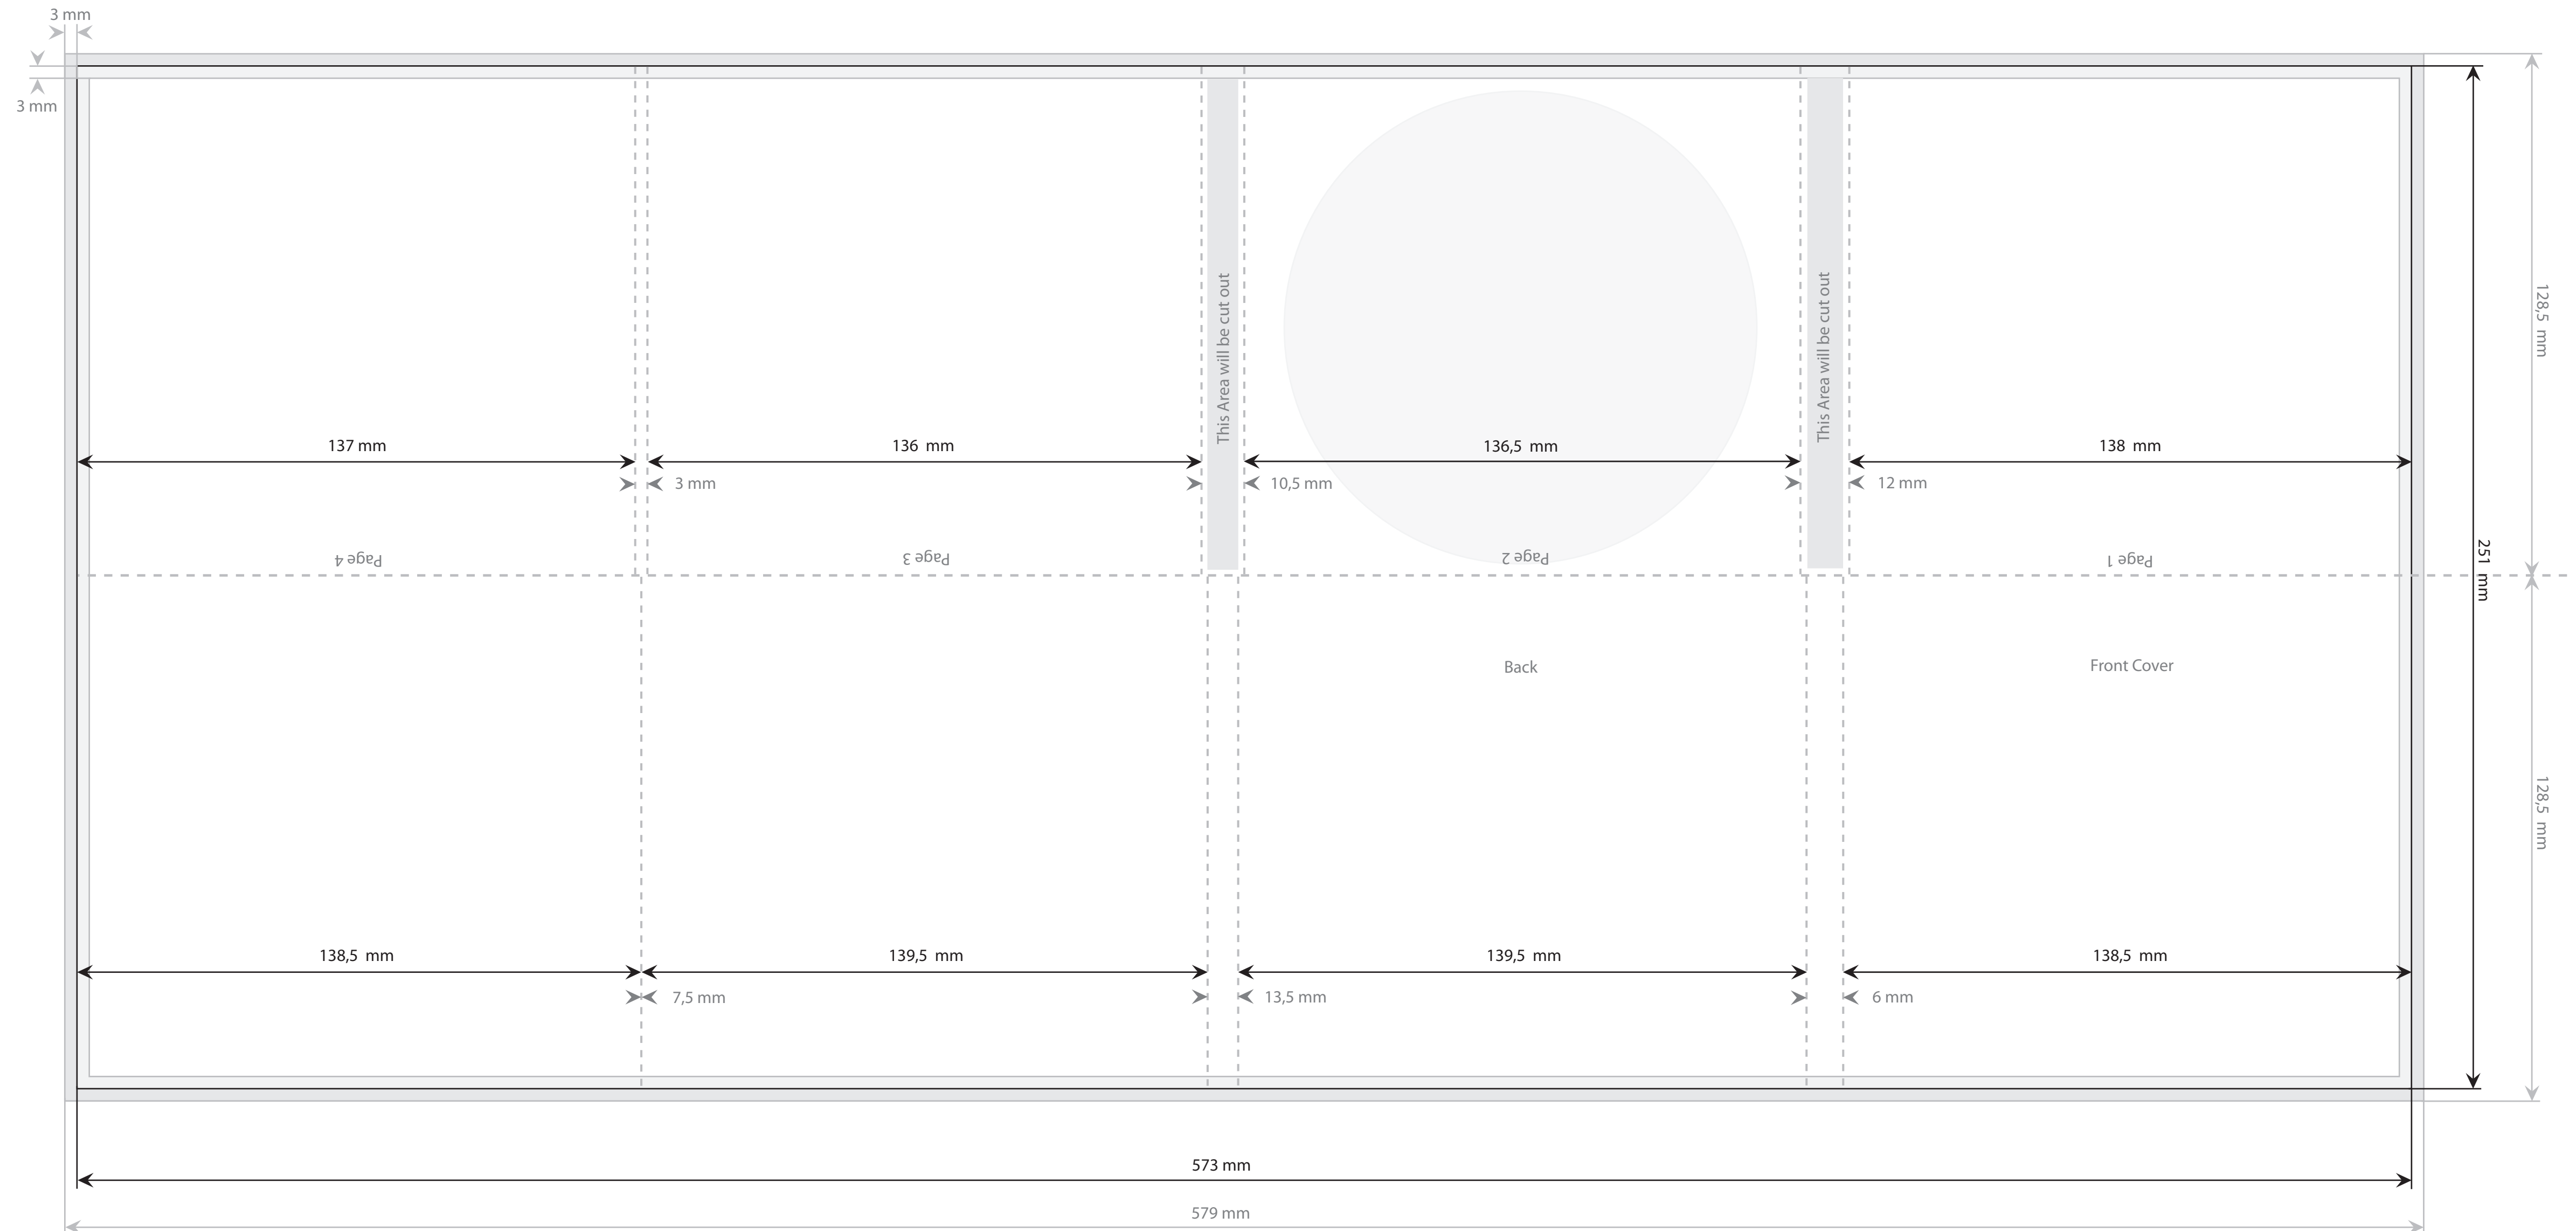 3 mm
3 mm
This Area will be cut out
This Area will be cut out
128,5 mm
137 mm
136 mm
136,5 mm
138 mm
3 mm
10,5 mm
12 mm
Page 4
Page 3
Page 2
Page 1
251 mm
Back
Front Cover
128,5 mm
138,5 mm
139,5 mm
139,5 mm
138,5 mm
7,5 mm
13,5 mm
6 mm
573 mm
579 mm